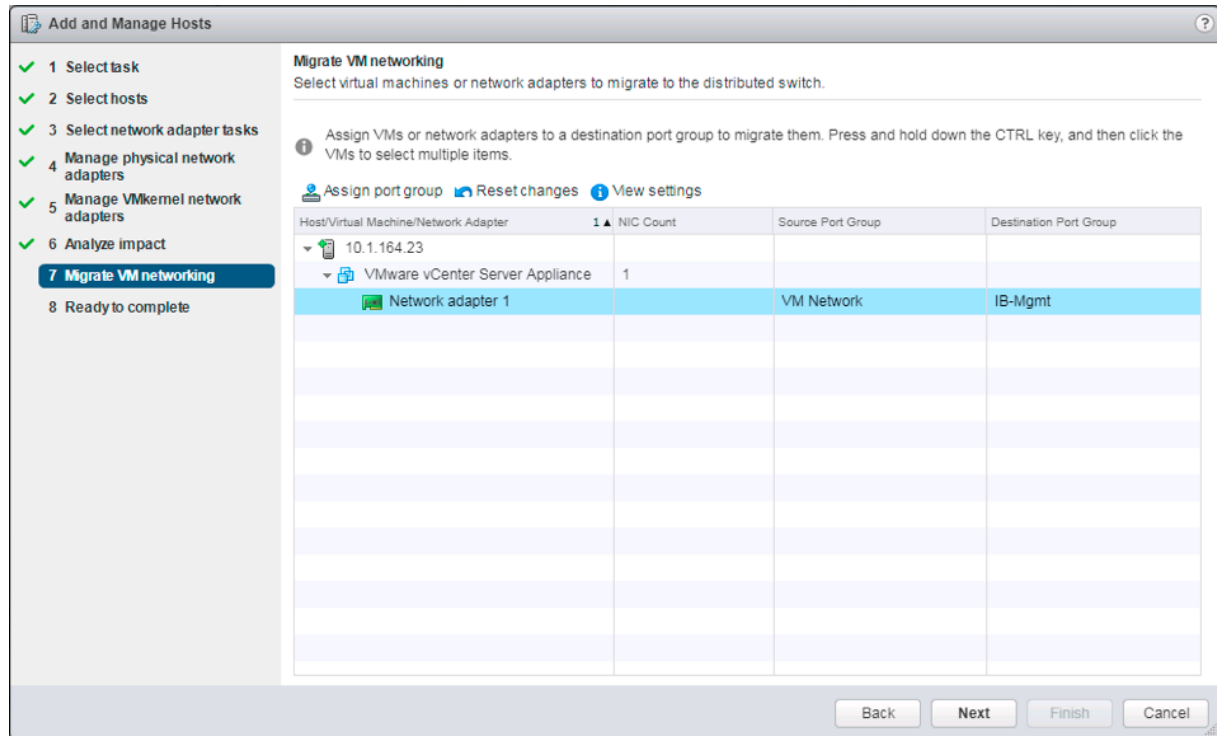 Add and Manage Hosts
?
1 Select task
2 Select hosts
3 Select network adapter tasks
4 Manage physical network
adapters
5 Manage VMkernel network
adapters
6 Analyze impact
7 Migrate VM networking
8 Ready to complete
Migrate VM networking
Select virtual machines or network adapters to migrate to the distributed switch.
Assign VMs or network adapters to a destination port group to migrate them. Press and hold down the CTRL key, and then click the
VMs to select multiple items.
Assign port group Reset changes View settings
Host/Virtual Machine/Network Adapter 1 ▲ NIC Count Source Port Group Destination Port Group
10.1.164.23
VMware vCenter Server Appliance 1
Network adapter 1 VM Network IB-Mgmt
Back Next Finish Cancel